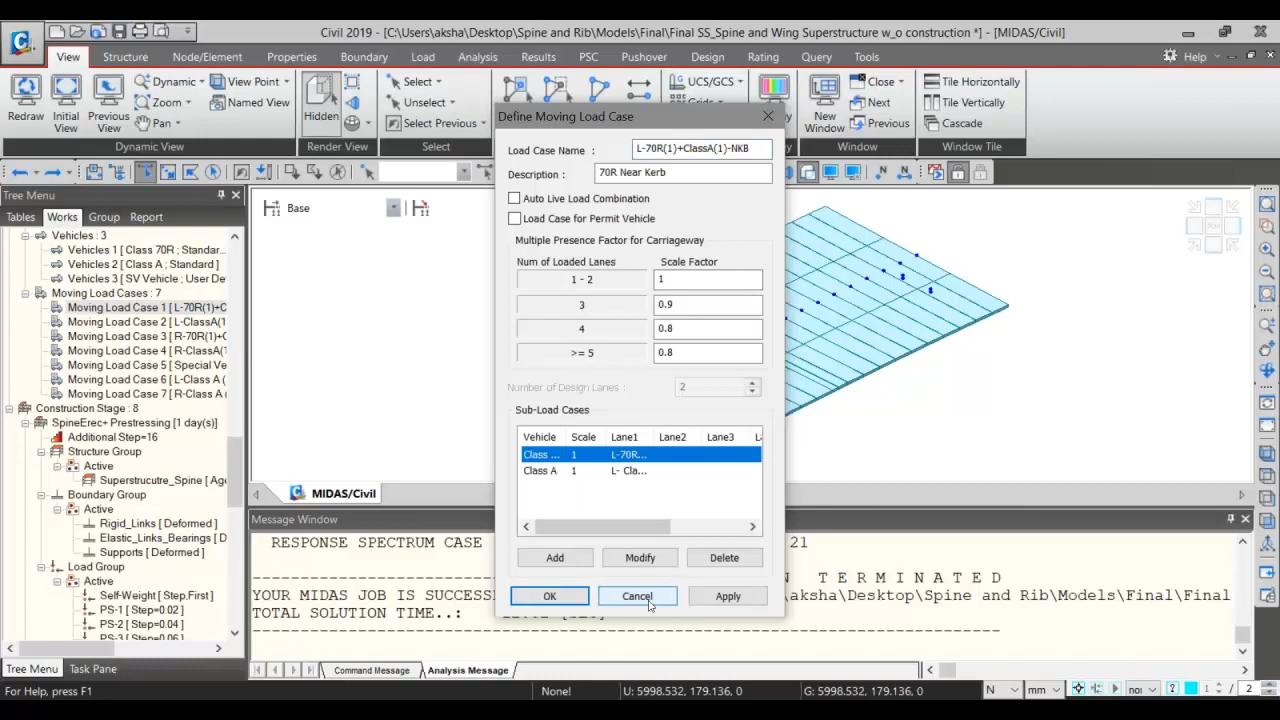 Civil 2019 - [C:\Users\aksha\Desktop\Spine and Rib\Models\Final\Final SS_Spine and Wing Superstructure w_o construction *] - [MIDAS/Civil]
View Structure Node/Element Properties Boundary Load Analysis Results PSC Pushover Design Rating Query Tools Help
Redraw
Initial View
Previous View
Dynamic
Zoom
Pan
View Point
Named View
Dynamic View
Hidden
Render View
Select
Unselect
Select Previous
Select
UCS/GCS
New Window
Close
Next
Previous
Window
Tile Horizontally
Tile Vertically
Cascade
Window Tile
Tree Menu
Tables Works Group Report
Vehicles : 3
Vehicles 1 [ Class 70R ; Standar...
Vehicles 2 [ Class A ; Standard ]
Vehicles 3 [ SV Vehicle ; User De
Moving Load Cases : 7
Moving Load Case 1 [ L-70R(1)+C
Moving Load Case 2 [ L-ClassA(1
Moving Load Case 3 [ R-70R(1)+C
Moving Load Case 4 [ R-ClassA(1
Moving Load Case 5 [ Special Ve
Moving Load Case 6 [ L-Class A (
Moving Load Case 7 [ R-Class A (
Construction Stage : 8
SpineErec+ Prestressing [1 day(s)]
Additional Step=16
Structure Group
Active
Superstrucutre_Spine [ Age
Boundary Group
Active
Rigid_Links [ Deformed ]
Elastic_Links_Bearings [ D
Supports [ Deformed ]
Load Group
Active
Self-Weight [ Step,First ]
PS-1 [ Step=0.02 ]
PS-2 [ Step=0.04 ]
PS-3 [ Step=0.06 ]
Tree Menu Task Pane
Base
MIDAS/Civil
Define Moving Load Case
Load Case Name : L-70R(1)+ClassA(1)-NKB
Description : 70R Near Kerb
Auto Live Load Combination
Load Case for Permit Vehicle
Multiple Presence Factor for Carriageway
Num of Loaded Lanes Scale Factor
1 - 2 1
3 0.9
4 0.8
>= 5 0.8
Number of Design Lanes : 2
Sub-Load Cases
Vehicle Scale Lane1 Lane2 Lane3
Class ... 1 L-70R...
Class A 1 L- Cla...
Add Modify Delete
OK Cancel Apply
Message Window
RESPONSE SPECTRUM CASE 21
T E R M I N A T E D
YOUR MIDAS JOB IS SUCCESS aksha\Desktop\Spine and Rib\Models\Final\Final
TOTAL SOLUTION TIME..:
Command Message Analysis Message
For Help, press F1 None! U: 5998.532, 179.136, 0 G: 5998.532, 179.136, 0 N mm nor 1 / 2